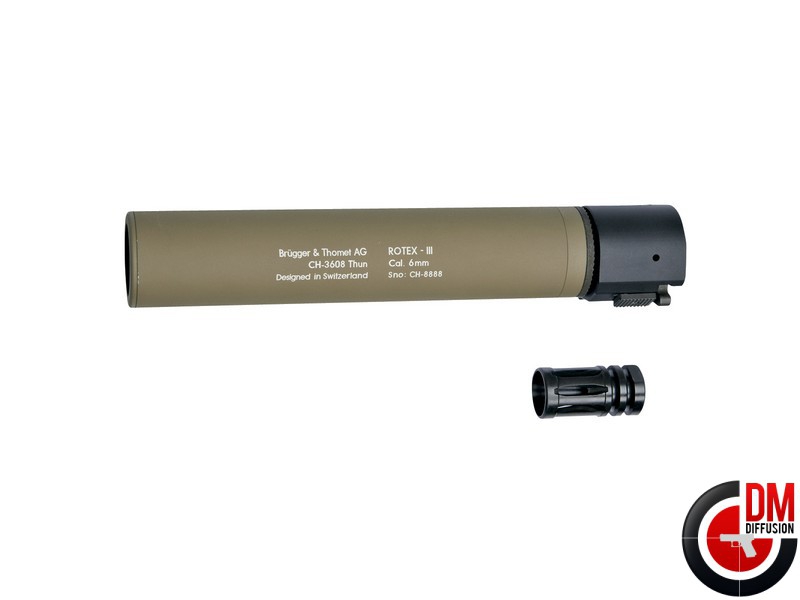 Brügger & Thomet AG
CH-3608 Thun
Designed in Switzerland
ROTEX - III
Cal. 6mm
Sno: CH-8888
DM
DIFFUSION